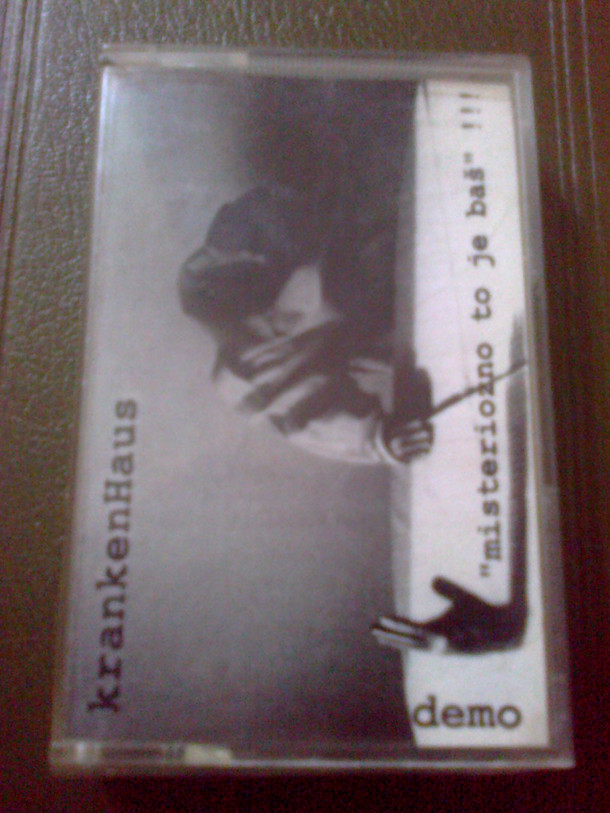 krankenHaus
"misteriozno to je baš" !!!
demo